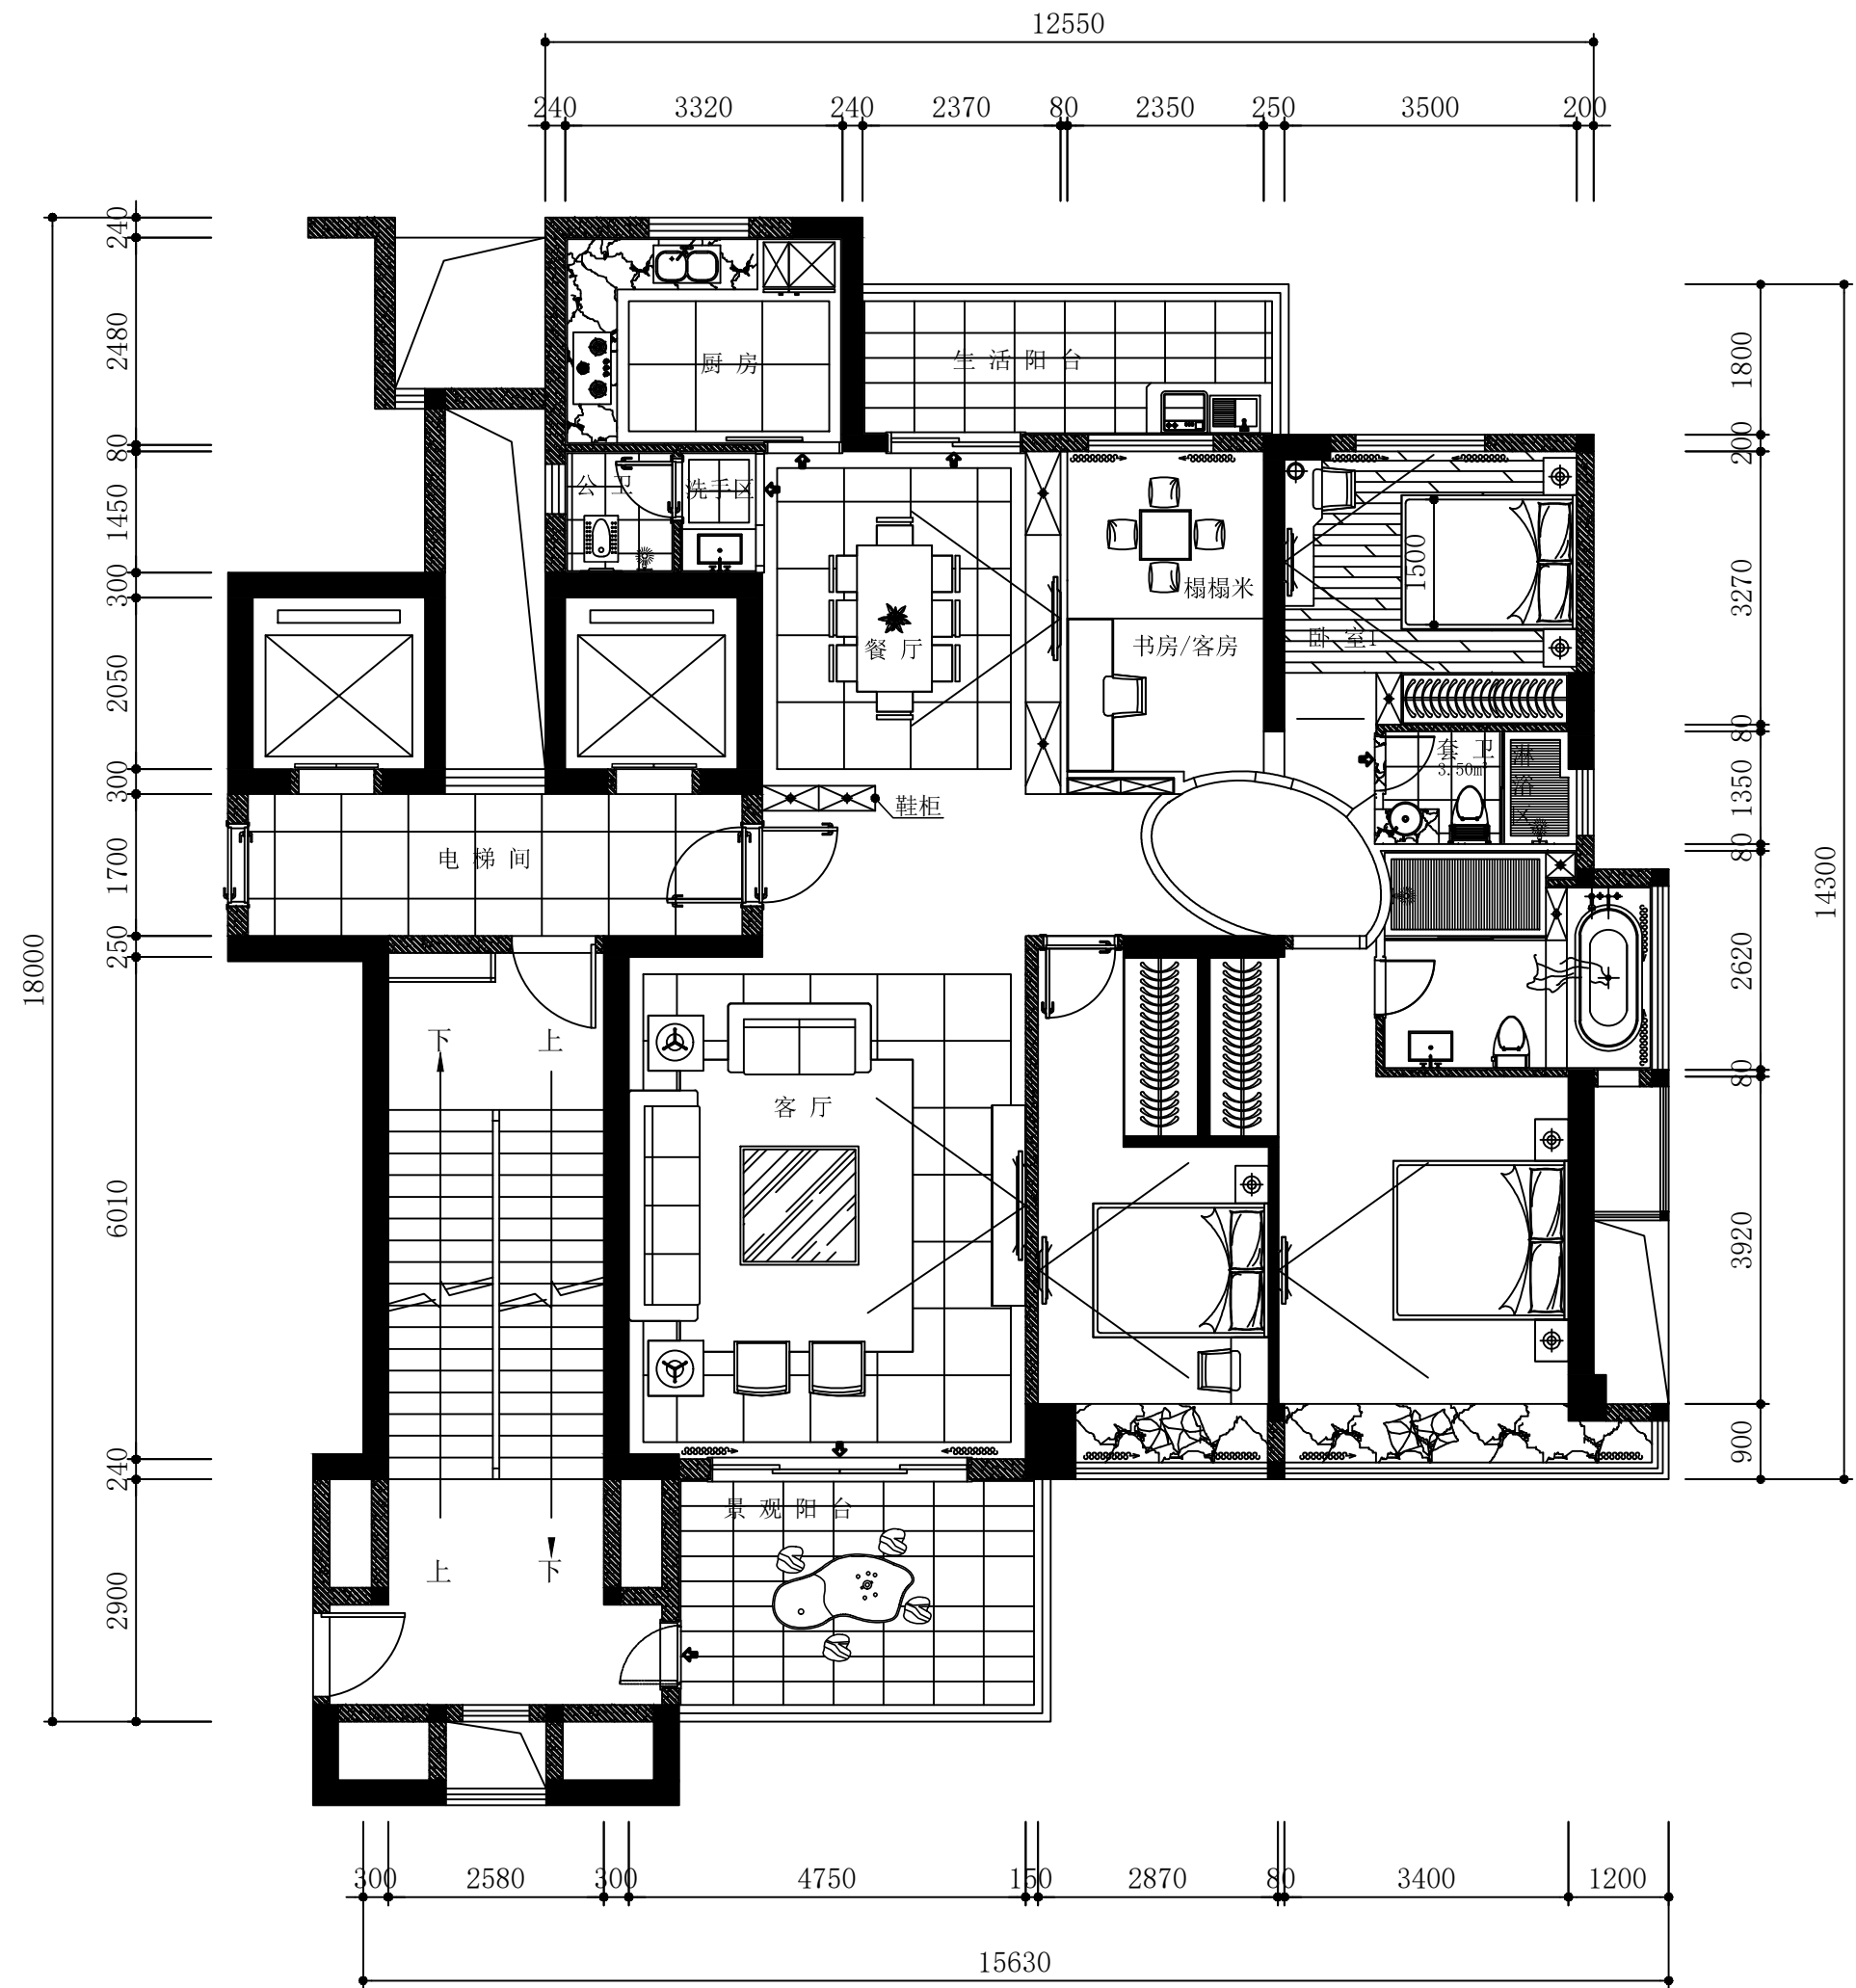 12550
240 3320 240 2370 80 2350 250 3500 200
240
2480
80
1450
300
2050
300
1700
250
6010
240
2900
18000
1800
200
3270
80
1350
80
2620
80
3920
900
14300
厨 房
生 活 阳 台
公 卫
洗手区
榻榻米
1500
餐 厅
书房/客房
卧 室1
套 卫
3.50㎡
淋浴区
鞋柜
电 梯 间
下 上
客 厅
景 观 阳 台
上 下
300 2580 300 4750 150 2870 80 3400 1200
15630